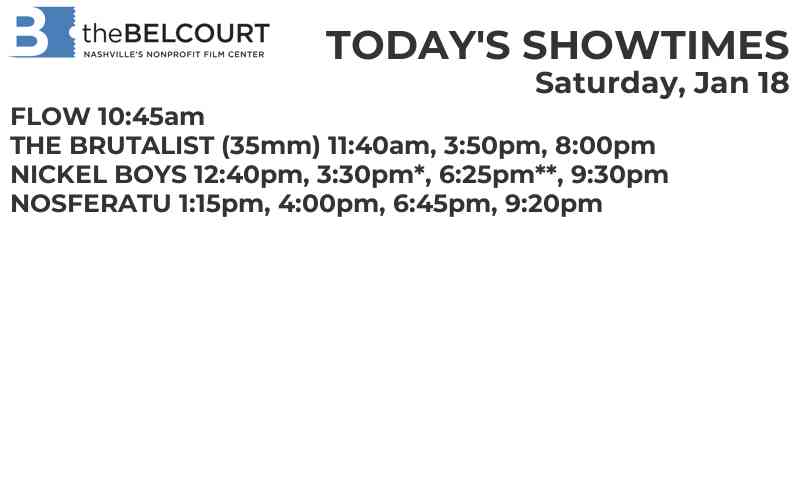 B theBELCOURT
NASHVILLE'S NONPROFIT FILM CENTER
TODAY'S SHOWTIMES
Saturday, Jan 18
FLOW 10:45am
THE BRUTALIST (35mm) 11:40am, 3:50pm, 8:00pm
NICKEL BOYS 12:40pm, 3:30pm*, 6:25pm**, 9:30pm
NOSFERATU 1:15pm, 4:00pm, 6:45pm, 9:20pm